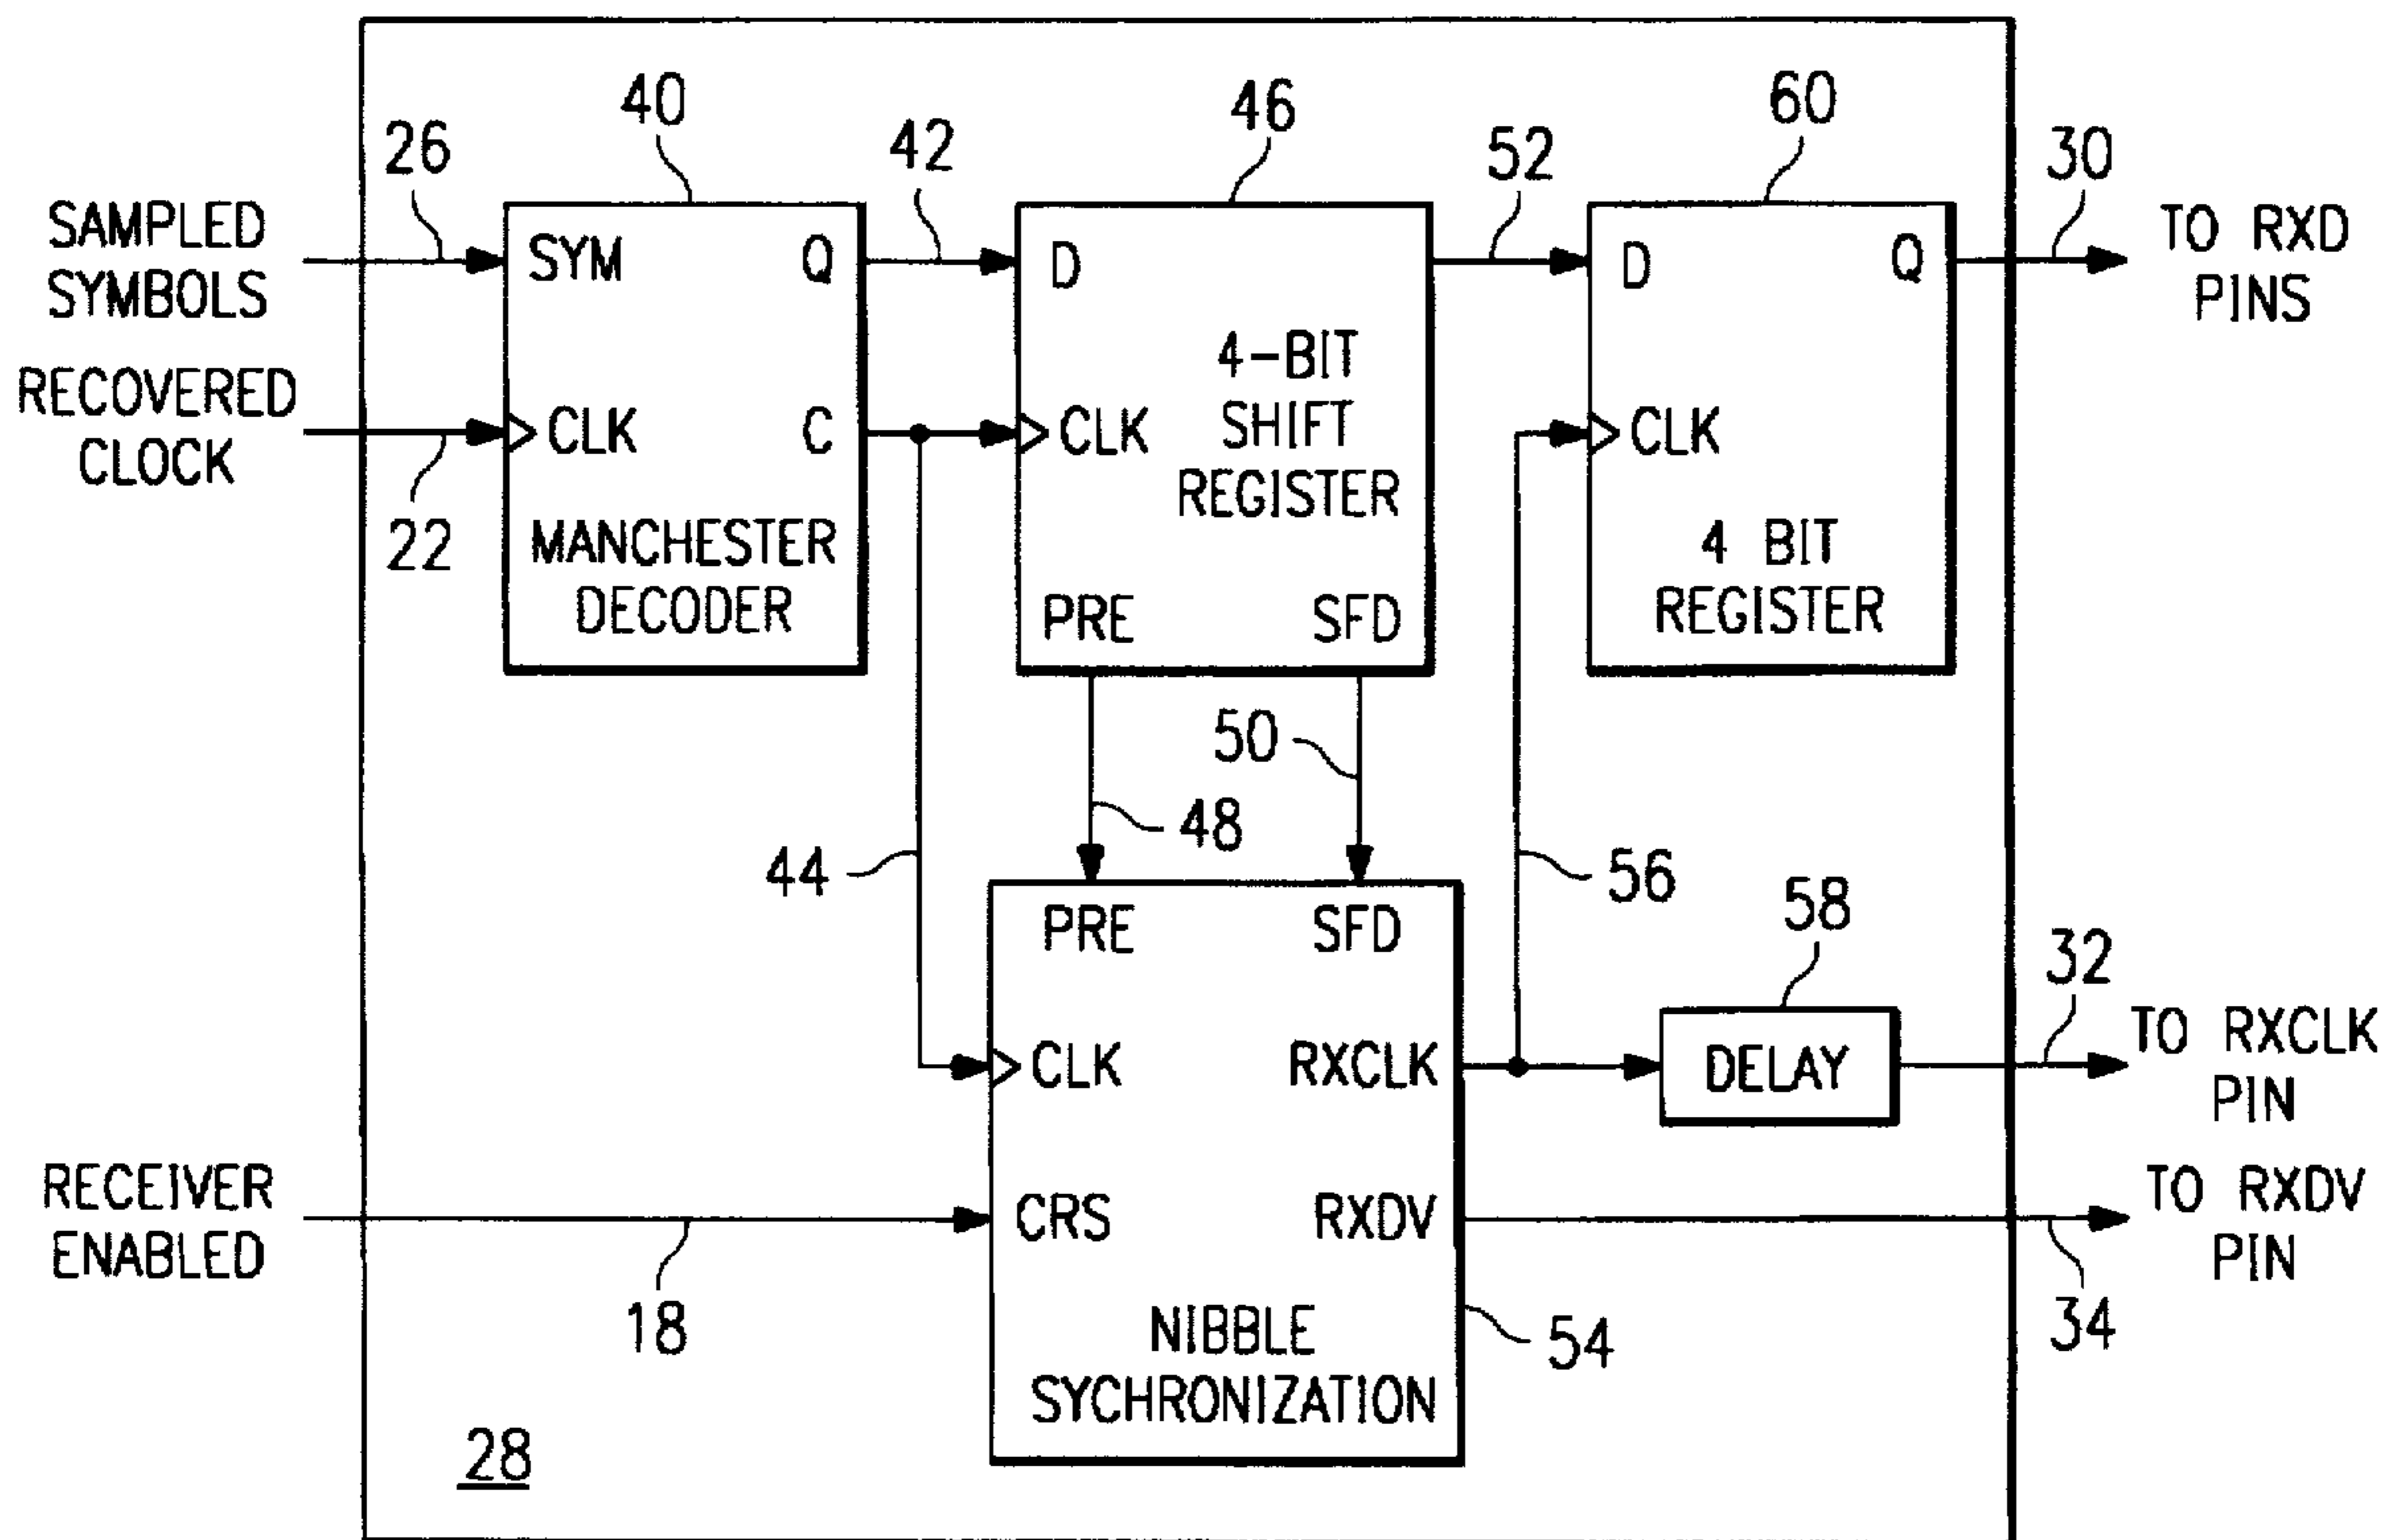 40
46
60
26
42
52
30
SAMPLED
SYMBOLS
SYM
Q
D
D
Q
TO RXD
PINS
4-BIT
SHIFT
REGISTER
RECOVERED
CLOCK
CLK
C
CLK
CLK
22
MANCHESTER
DECODER
4 BIT
REGISTER
PRE
SFD
50
48
44
56
58
32
PRE
SFD
CLK
RXCLK
DELAY
TO RXCLK
PIN
RECEIVER
ENABLED
CRS
RXDV
TO RXDV
PIN
18
34
NIBBLE
SYCHRONIZATION
54
28